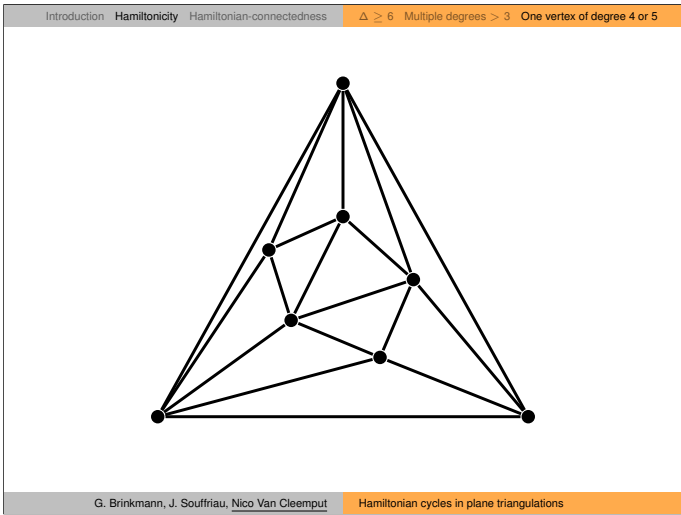 Introduction Hamiltonicity Hamiltonian-connectedness Δ ≥ 6 Multiple degrees > 3 One vertex of degree 4 or 5
G. Brinkmann, J. Souffriau, Nico Van Cleemput Hamiltonian cycles in plane triangulations